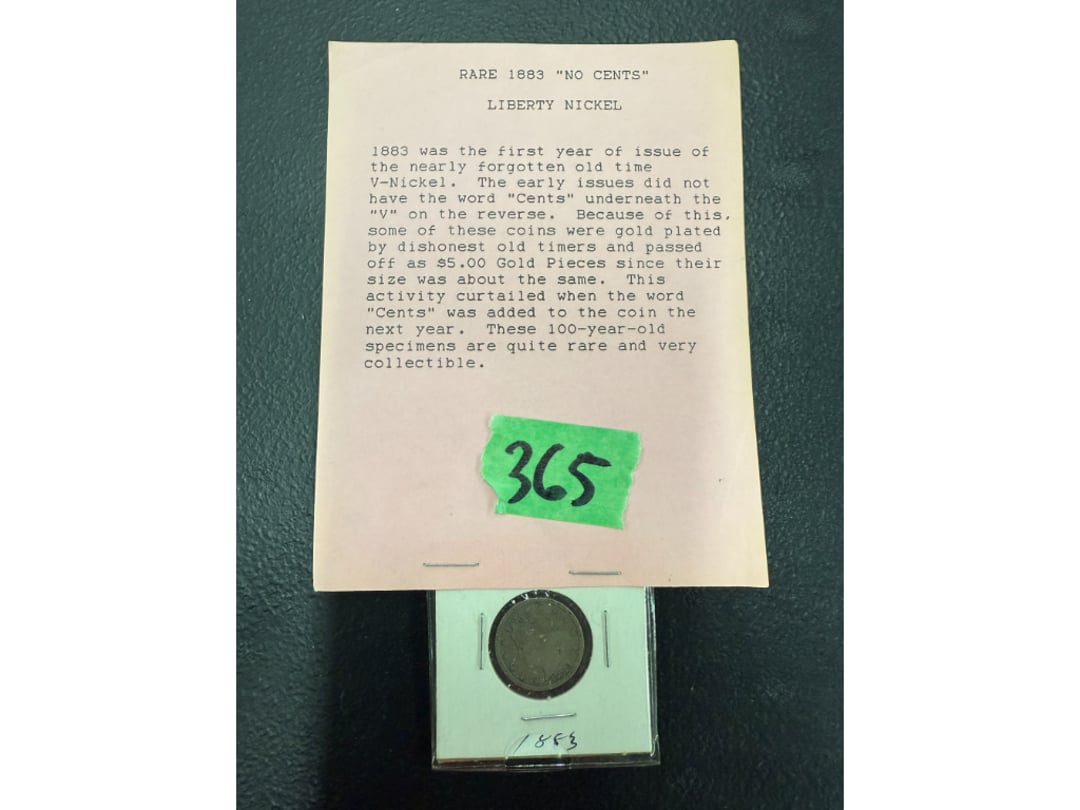 RARE 1883 "NO CENTS"
LIBERTY NICKEL
1883 was the first year of issue of
the nearly forgotten old time
V-Nickel. The early issues did not
have the word "Cents" underneath the
"V" on the reverse. Because of this,
some of these coins were gold plated
by dishonest old timers and passed
off as $5.00 Gold Pieces since their
size was about the same. This
activity curtailed when the word
"Cents" was added to the coin the
next year. These 100-year-old
specimens are quite rare and very
collectible.
365
1883